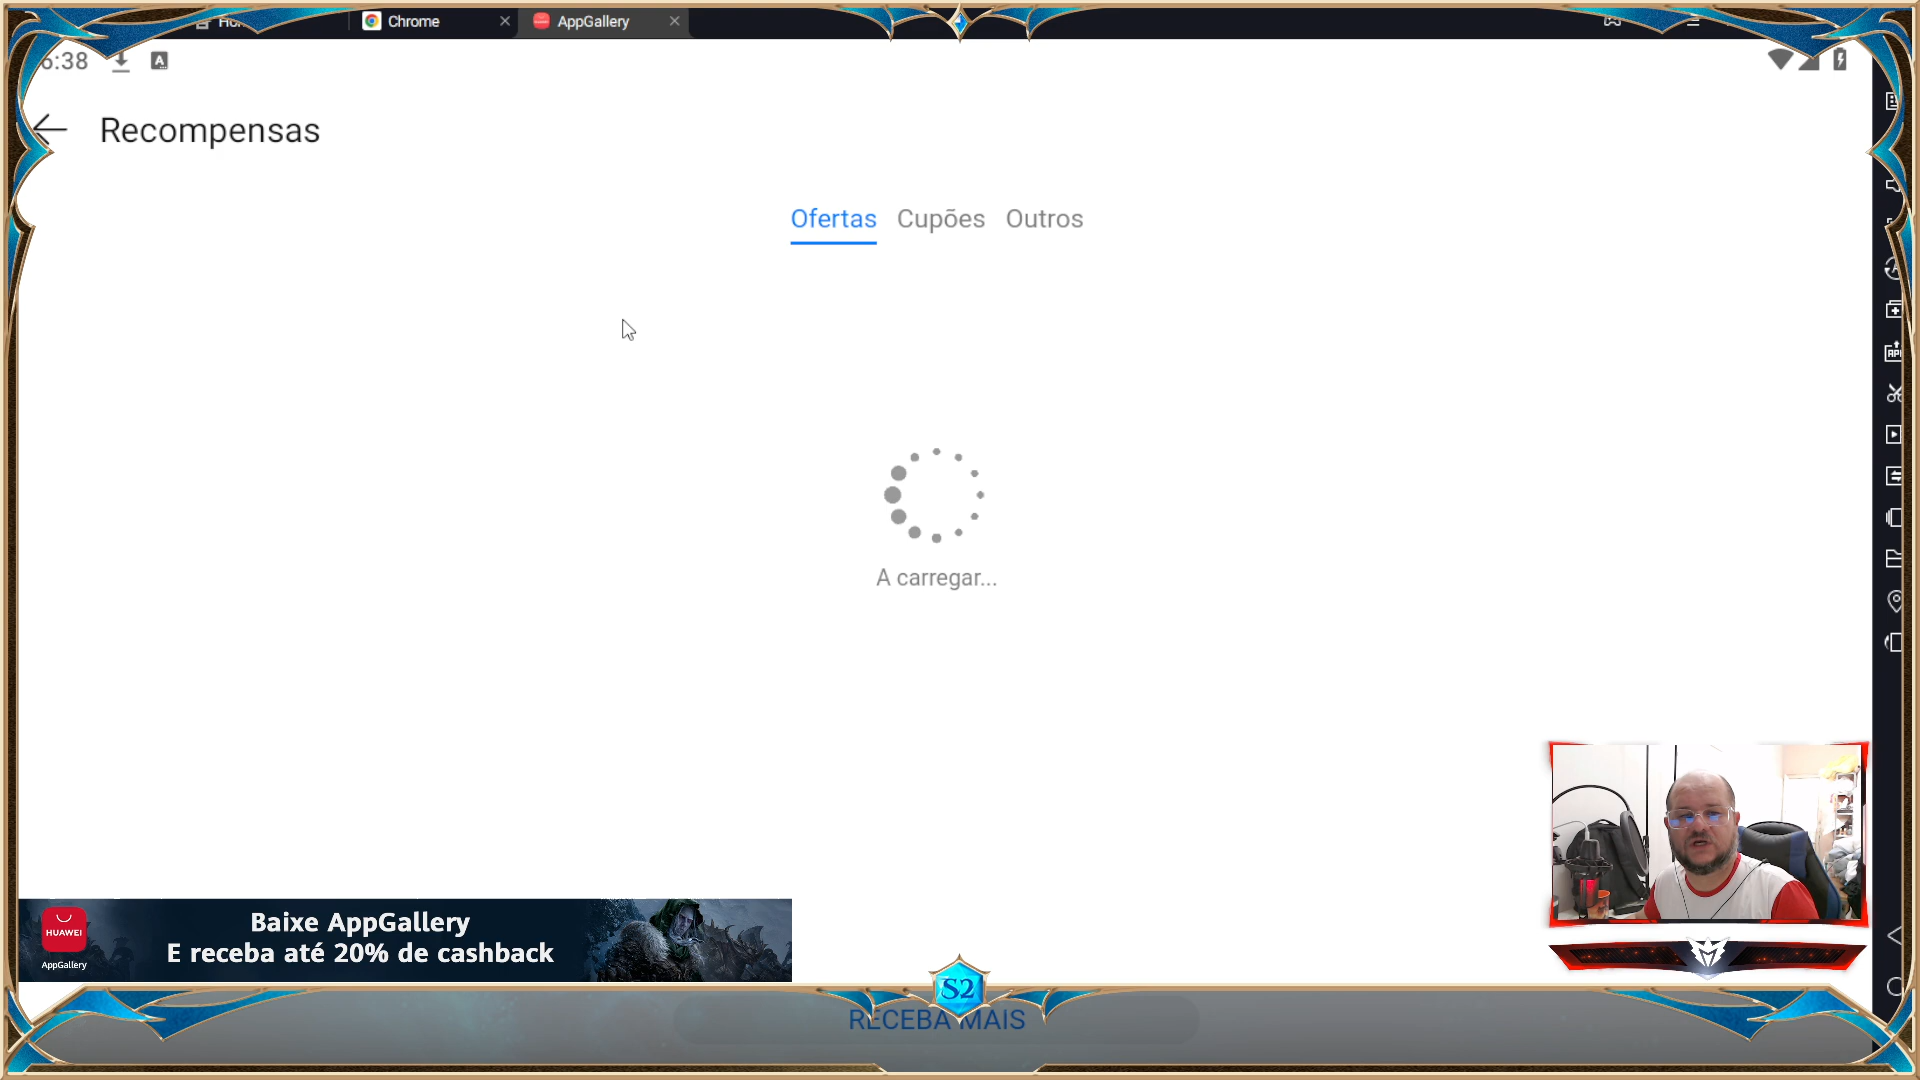 Chrome
AppGallery
6:38
Recompensas
Ofertas Cupões Outros
A carregar...
HUAWEI
AppGallery
Baixe AppGallery
E receba até 20% de cashback
S2
RECEBA MAIS